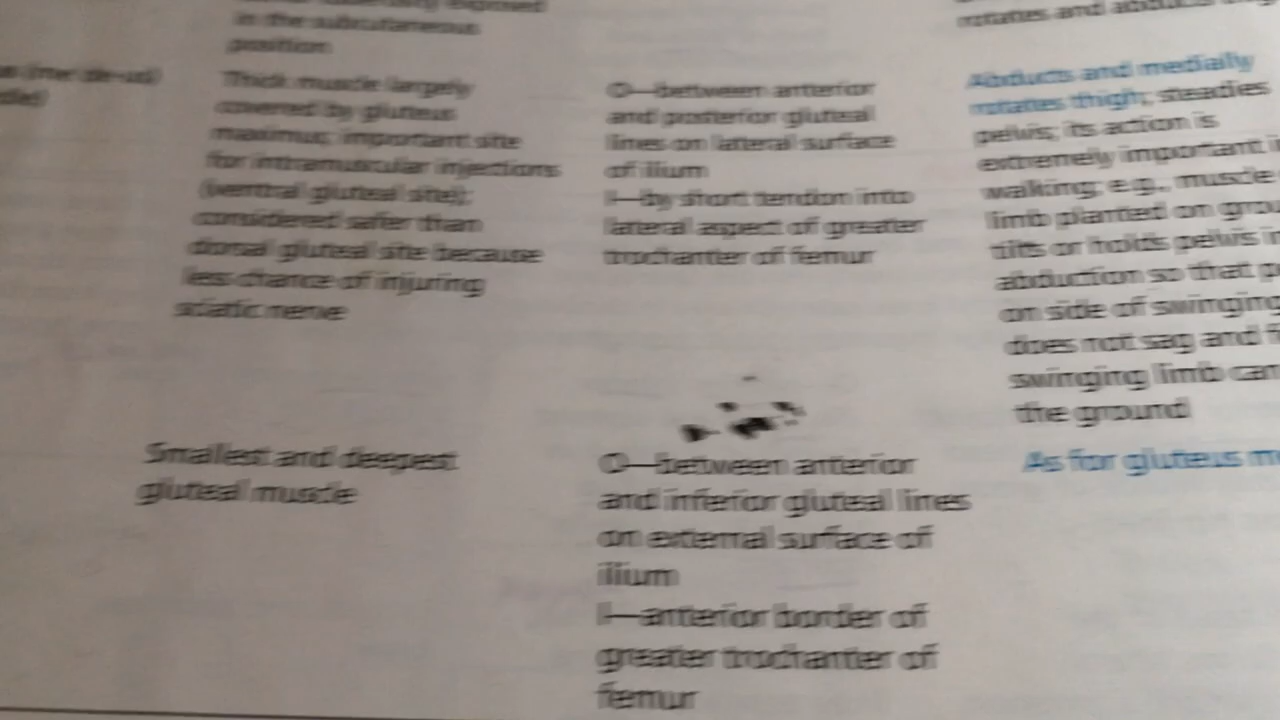 in the subcutaneous
position
rotates and abducts
Thick muscle largely
covered by gluteus
maximus; important site
for intramuscular injections
(ventral gluteal site);
considered safer than
dorsal gluteal site because
less chance of injuring
sciatic nerve
O—between anterior
and posterior gluteal
lines on lateral surface
of ilium
I—by short tendon into
lateral aspect of greater
trochanter of femur
Abducts and medially
rotates thigh; steadies
pelvis; its action is
extremely important
walking; e.g., muscle
limb planted on
tilts or holds pelvis
abduction so that
on side of swinging
does not sag and
swinging limb can
the ground
Smallest and deepest
gluteal muscle
O—between anterior
and inferior gluteal lines
on external surface of
ilium
I—anterior border of
greater trochanter of
femur
As for gluteus